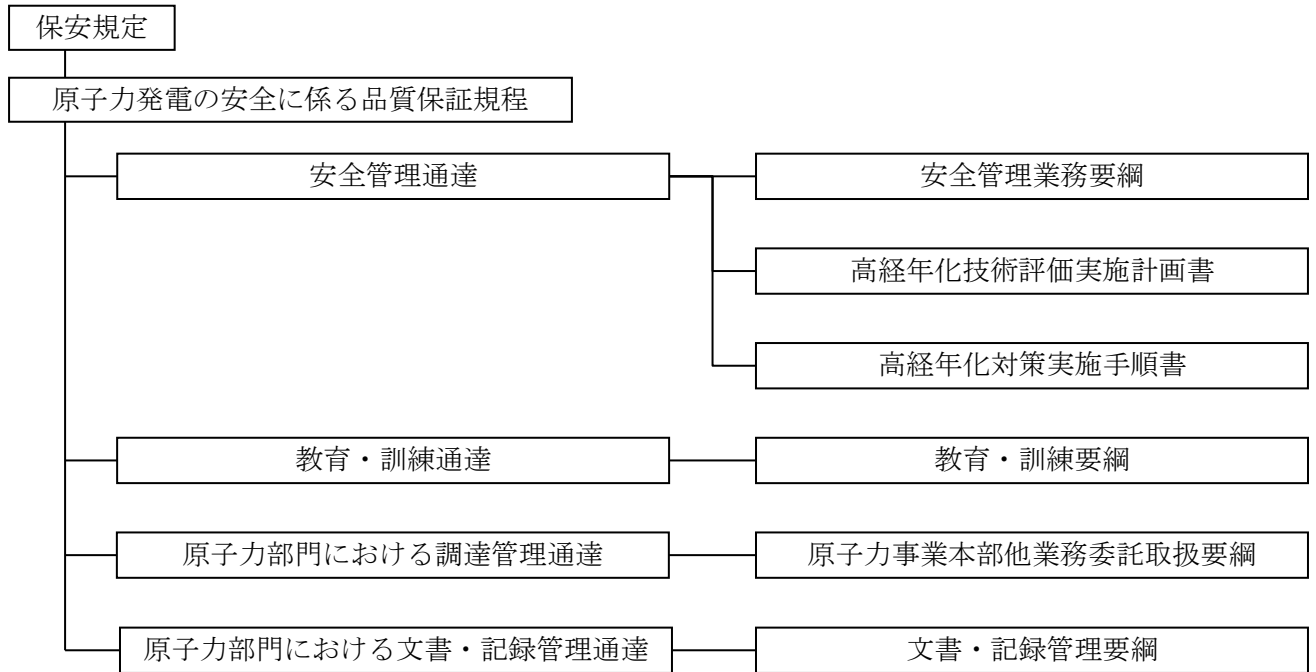 保安規定
原子力発電の安全に係る品質保証規程
安全管理通達
安全管理業務要綱
高経年化技術評価実施計画書
高経年化対策実施手順書
教育・訓練通達
教育・訓練要綱
原子力部門における調達管理通達
原子力事業本部他業務委託取扱要綱
原子力部門における文書・記録管理通達
文書・記録管理要綱